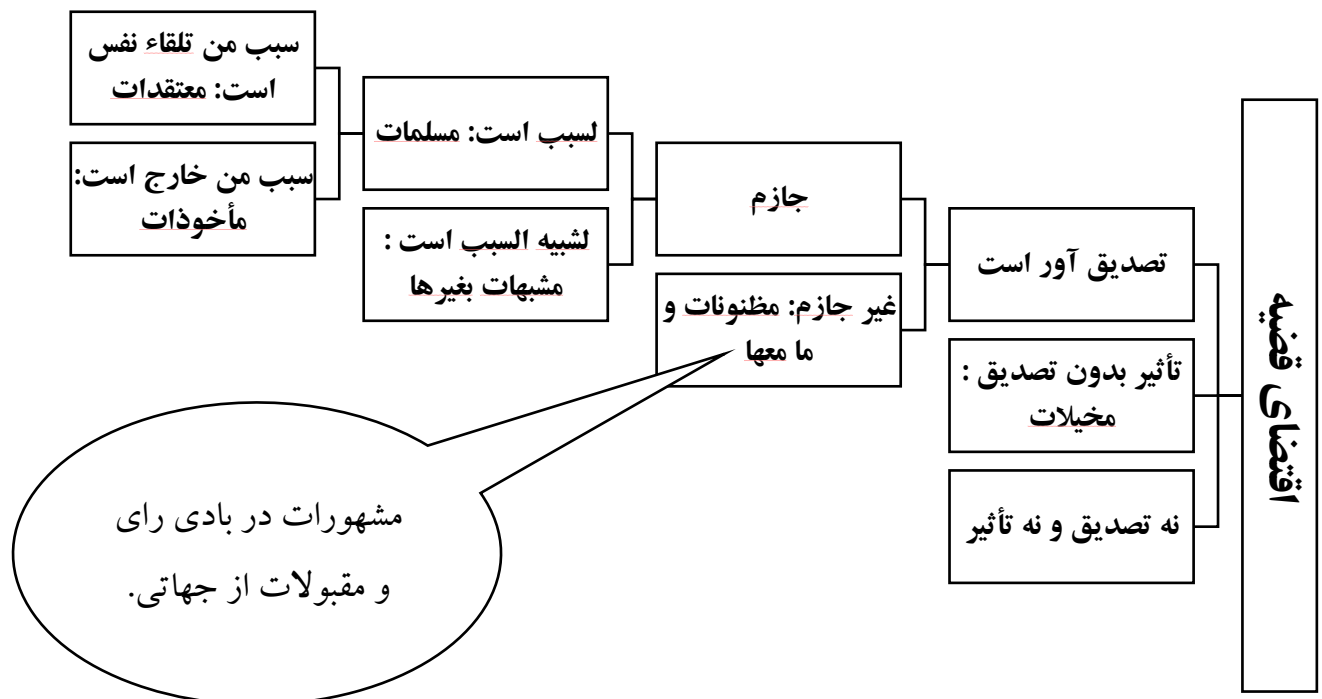 اقتضای قضیه
تصدیق آور است
تأثیر بدون تصدیق :
مخیلات
نه تصدیق و نه تأثیر
جازم
غیر جازم: مظنونات و
ما معها
لسبب است: مسلمات
لشبیه السبب است :
مشبهات بغیرها
سبب من تلقاء نفس
است: معتقدات
سبب من خارج است:
مأخوذات
مشهورات در بادی رای
و مقبولات از جهاتی.